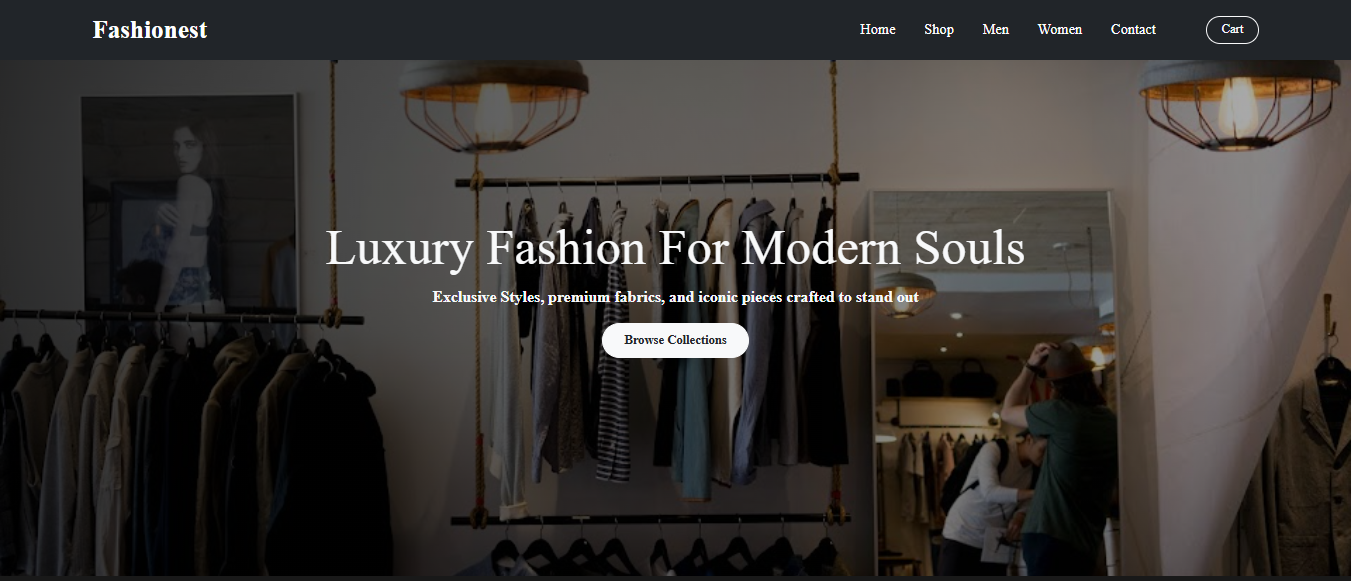 Fashionest
Home Shop Men Women Contact Cart
Luxury Fashion For Modern Souls
Exclusive Styles, premium fabrics, and iconic pieces crafted to stand out
Browse Collections